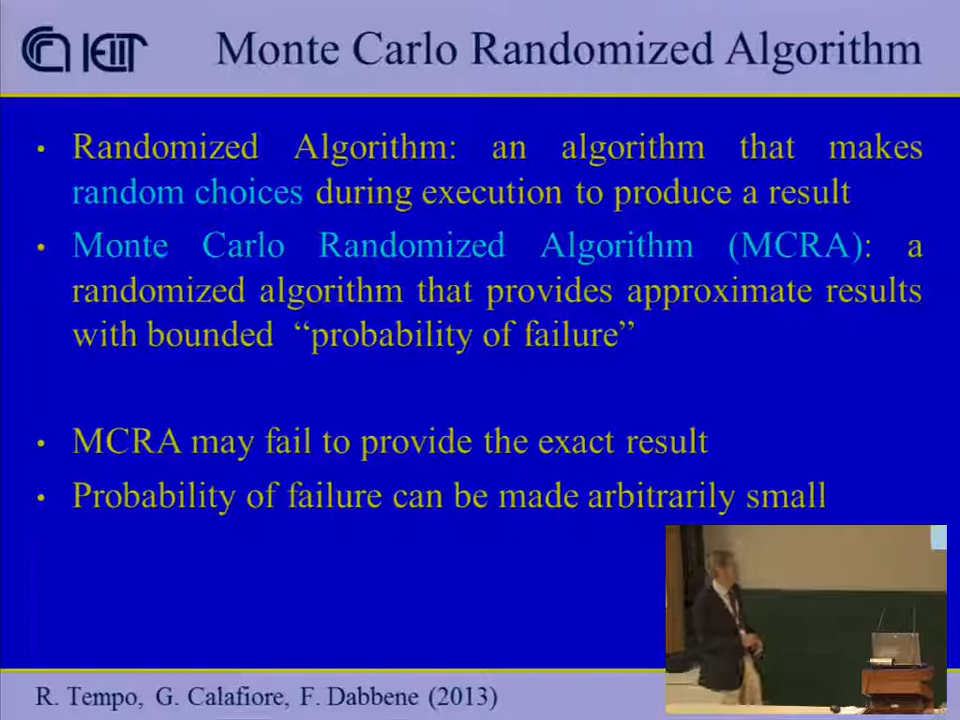 CNR IEIIT
Monte Carlo Randomized Algorithm
• Randomized Algorithm: an algorithm that makes
random choices during execution to produce a result
• Monte Carlo Randomized Algorithm (MCRA): a
randomized algorithm that provides approximate results
with bounded “probability of failure”
• MCRA may fail to provide the exact result
• Probability of failure can be made arbitrarily small
R. Tempo, G. Calafiore, F. Dabbene (2013)